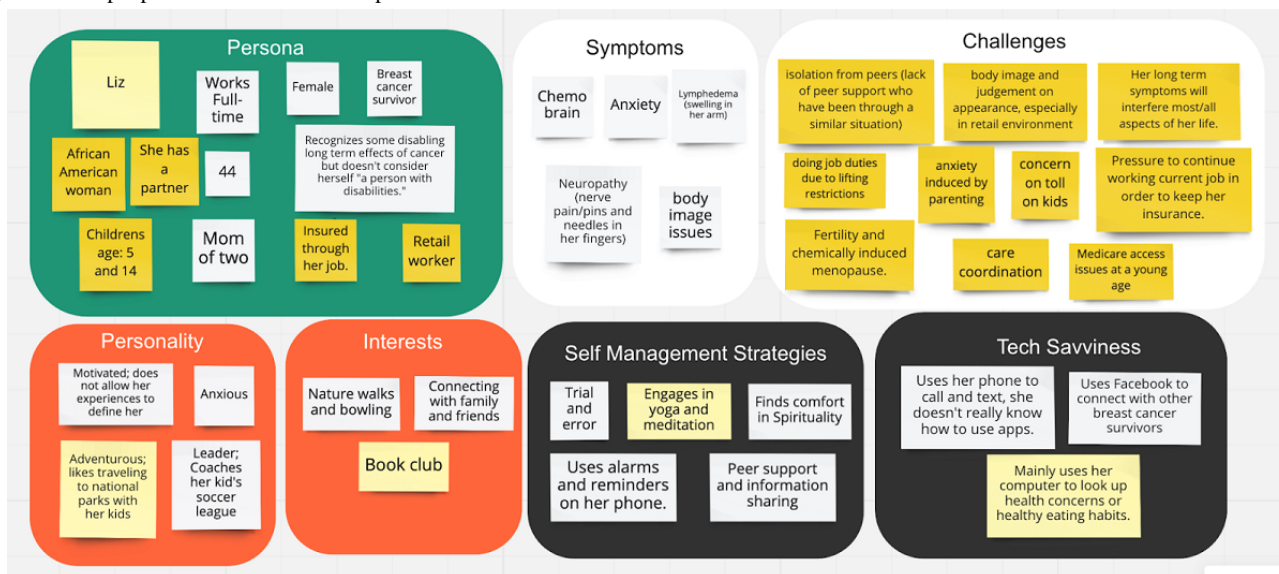 Persona
Liz
Works
Full-
time
Female
Breast
cancer
survivor
African
American
woman
She has
a
partner
44
Recognizes some disabling
long term effects of cancer
but doesn't consider
herself "a person with
disabilities."
Childrens
age: 5
and 14
Mom
of two
Insured
through
her job.
Retail
worker
Symptoms
Chemo
brain
Anxiety
Lymphedema
(swelling in
her arm)
Neuropathy
(nerve
pain/pins and
needles in
her fingers)
body
image
issues
Challenges
isolation from peers (lack
of peer support who
have been through a
similar situation)
body image and
judgement on
appearance, especially
in retail environment
Her long term
symptoms will
interfere most/all
aspects of her life.
doing job duties
due to lifting
restrictions
anxiety
induced by
parenting
concern
on toll
on kids
Pressure to continue
working current job in
order to keep her
insurance.
Fertility and
chemically induced
menopause.
care
coordination
Medicare access
issues at a young
age
Personality
Motivated; does
not allow her
experiences to
define her
Anxious
Adventurous;
likes traveling
to national
parks with
her kids
Leader;
Coaches
her kid's
soccer
league
Interests
Nature walks
and bowling
Connecting
with family
and friends
Book club
Self Management Strategies
Trial
and
error
Engages in
yoga and
meditation
Finds comfort
in Spirituality
Uses alarms
and reminders
on her phone.
Peer support
and information
sharing
Tech Savviness
Uses her phone to
call and text, she
doesn't really know
how to use apps.
Uses Facebook to
connect with other
breast cancer
survivors
Mainly uses her
computer to look up
health concerns or
healthy eating habits.